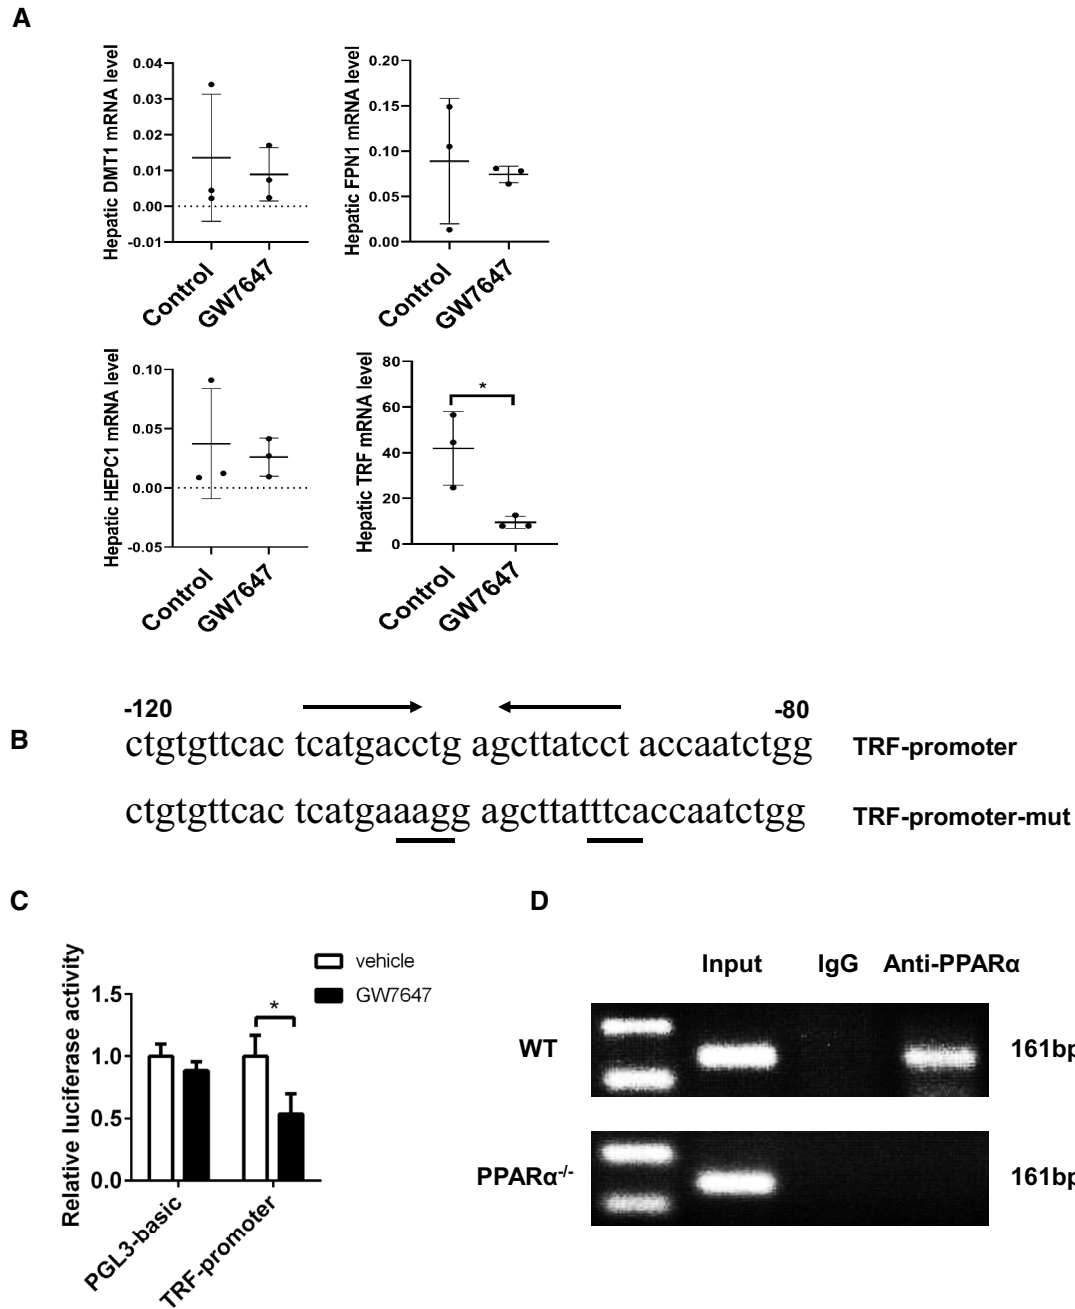 A
Hepatic DMT1 mRNA level
0.04
0.03
0.02
0.01
0.00
-0.01
Control
GW7647
Hepatic FPN1 mRNA level
0.20
0.15
0.10
0.05
0.00
Control
GW7647
Hepatic HEPC1 mRNA level
0.10
0.05
0.00
-0.05
Control
GW7647
Hepatic TRF mRNA level
80
60
40
20
0
*
Control
GW7647
B
-120
-80
ctgtgttcac tcatgacctg agcttatcct accaatctgg TRF-promoter
ctgtgttcac tcatgaaagg agcttatttcaccaatctgg TRF-promoter-mut
C
Relative luciferase activity
vehicle
GW7647
1.5
1.0
0.5
0.0
*
PGL3-basic
TRF-promoter
D
Input IgG Anti-PPARα
WT
161bp
PPARα-/-
161bp